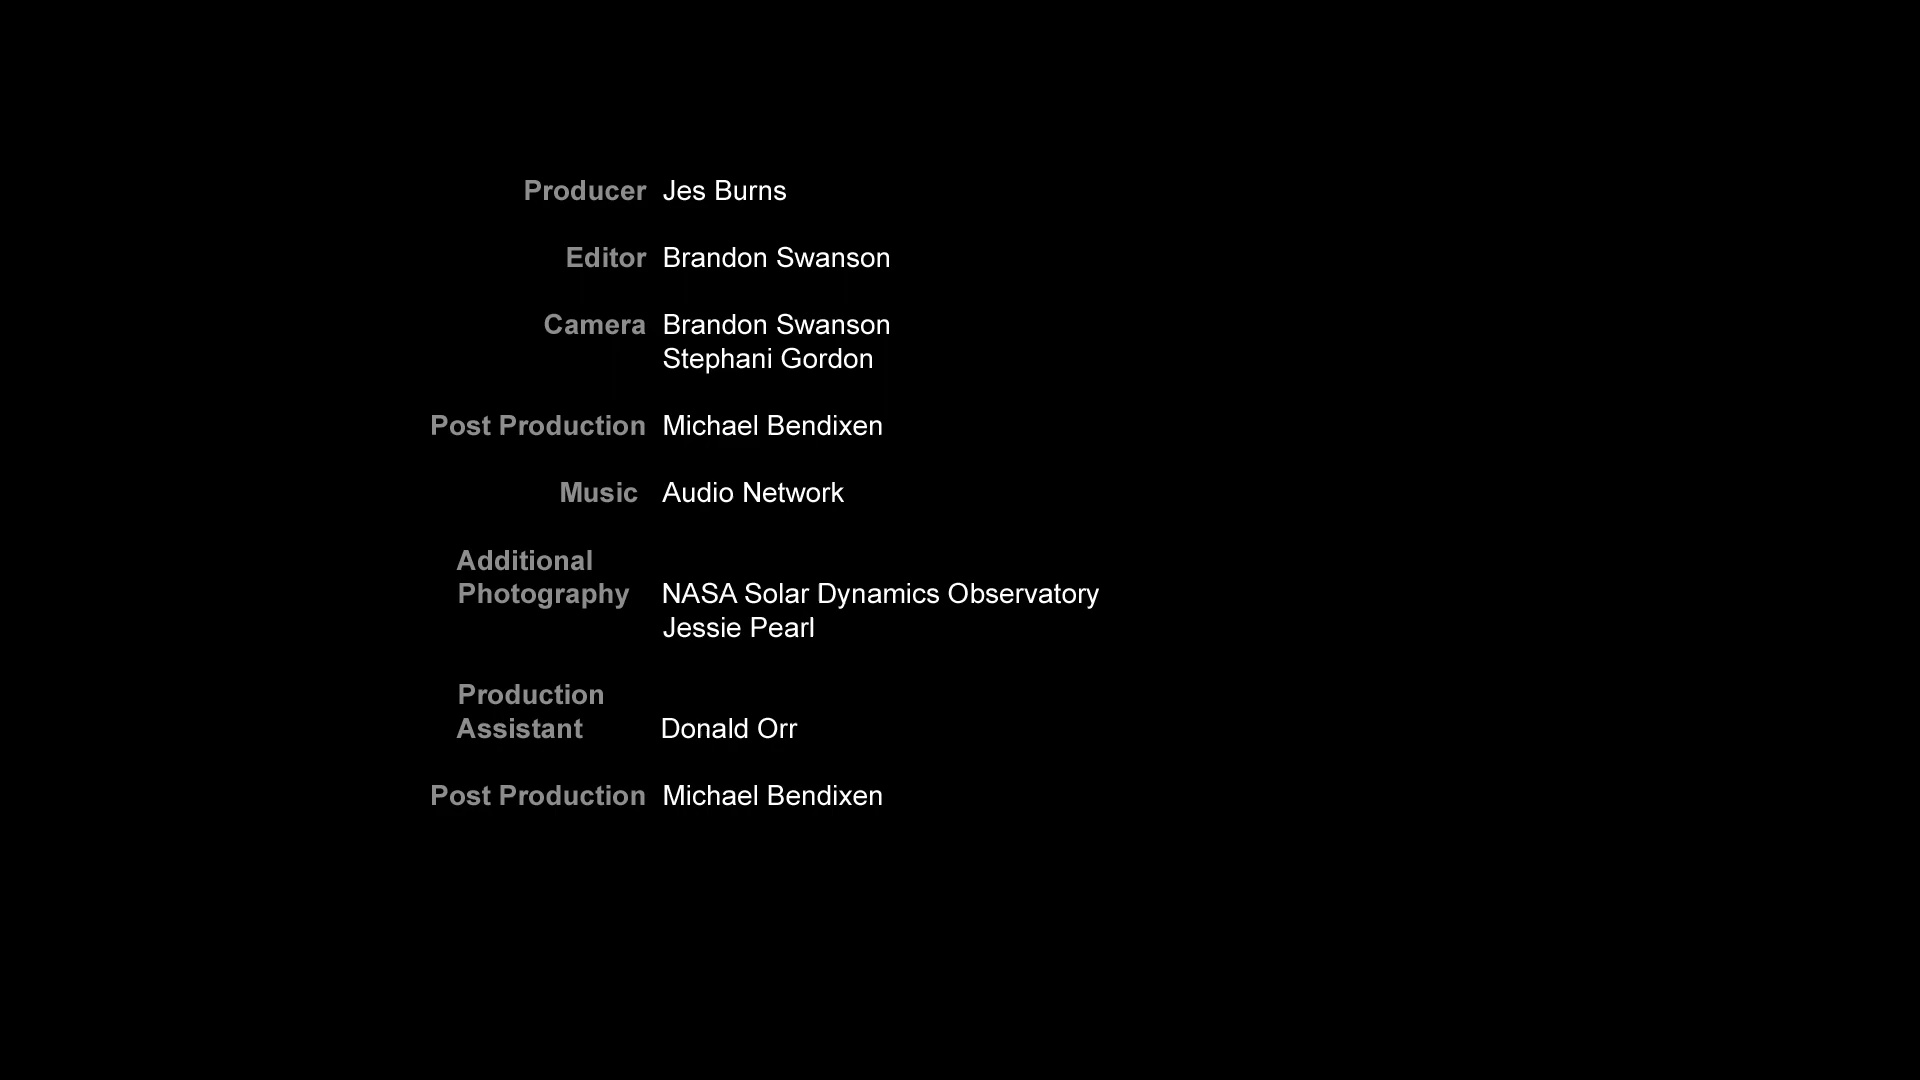 Producer Jes Burns
Editor Brandon Swanson
Camera Brandon Swanson
Stephani Gordon
Post Production Michael Bendixen
Music Audio Network
Additional
Photography NASA Solar Dynamics Observatory
Jessie Pearl
Production
Assistant Donald Orr
Post Production Michael Bendixen